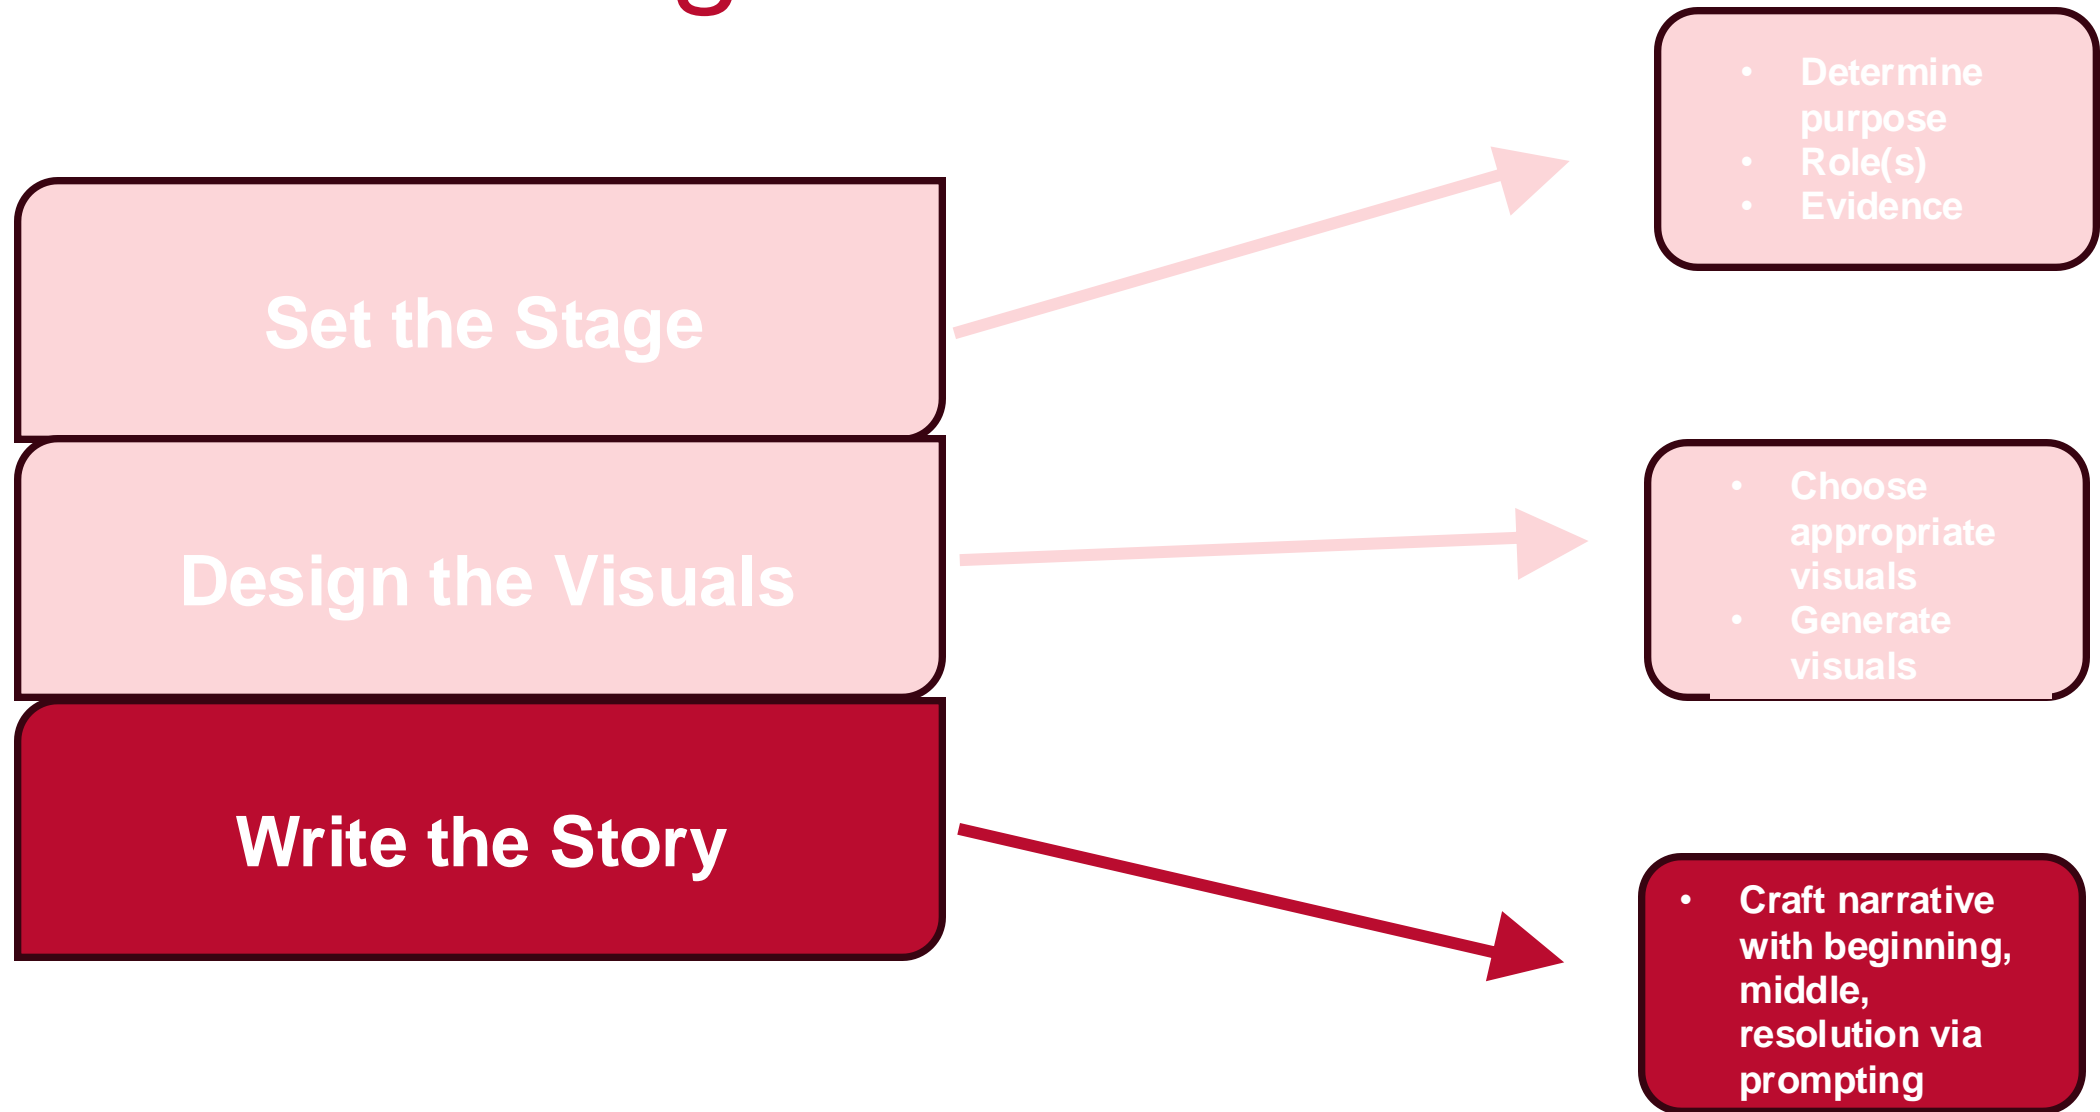 Set the Stage
• Determine
purpose
• Role(s)
• Evidence
Design the Visuals
• Choose
appropriate
visuals
• Generate
visuals
Write the Story
• Craft narrative
with beginning,
middle,
resolution via
prompting